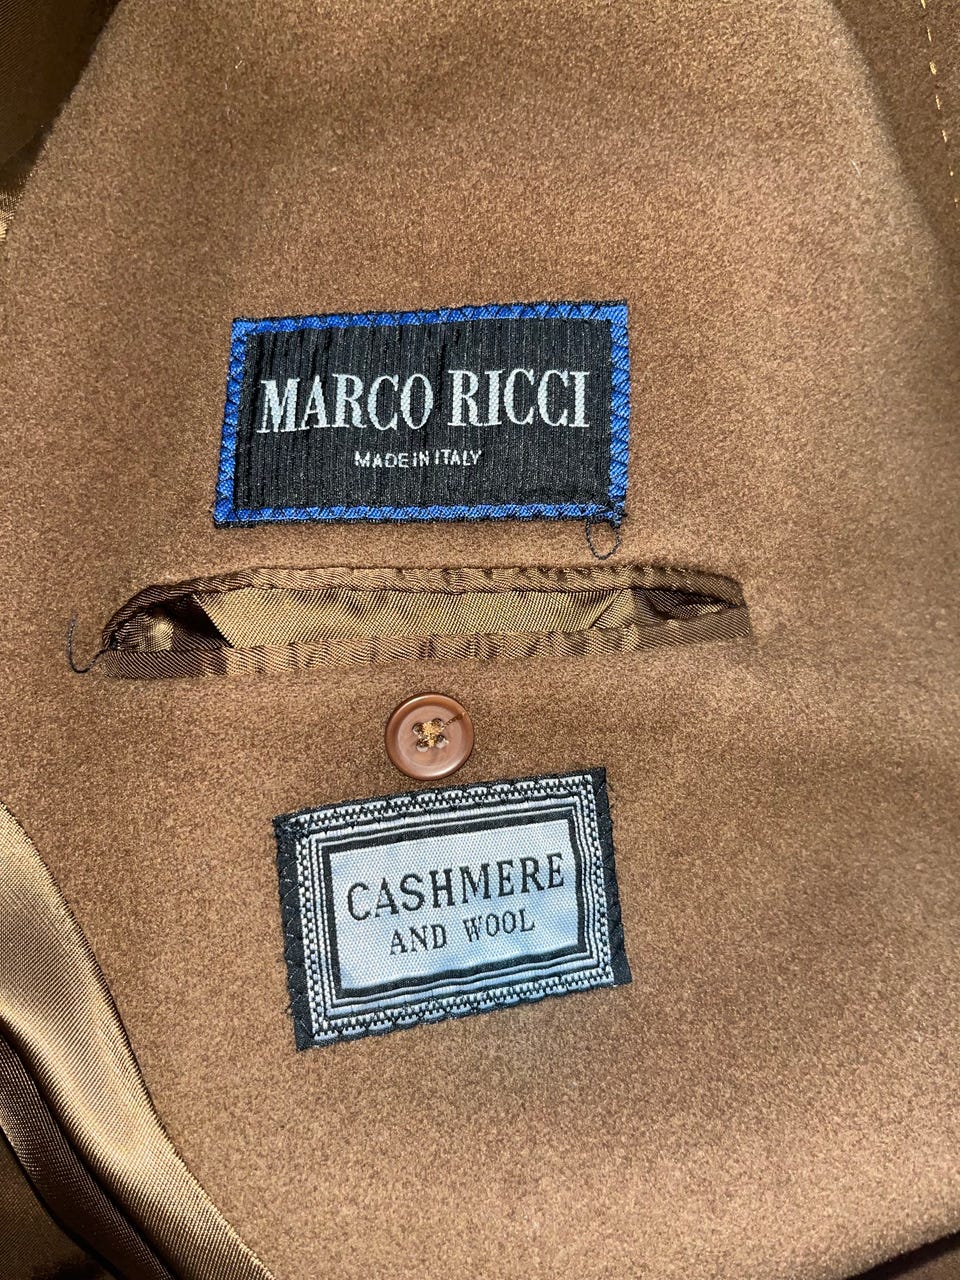 MARCO RICCI
MADE IN ITALY
CASHMERE
AND WOOL